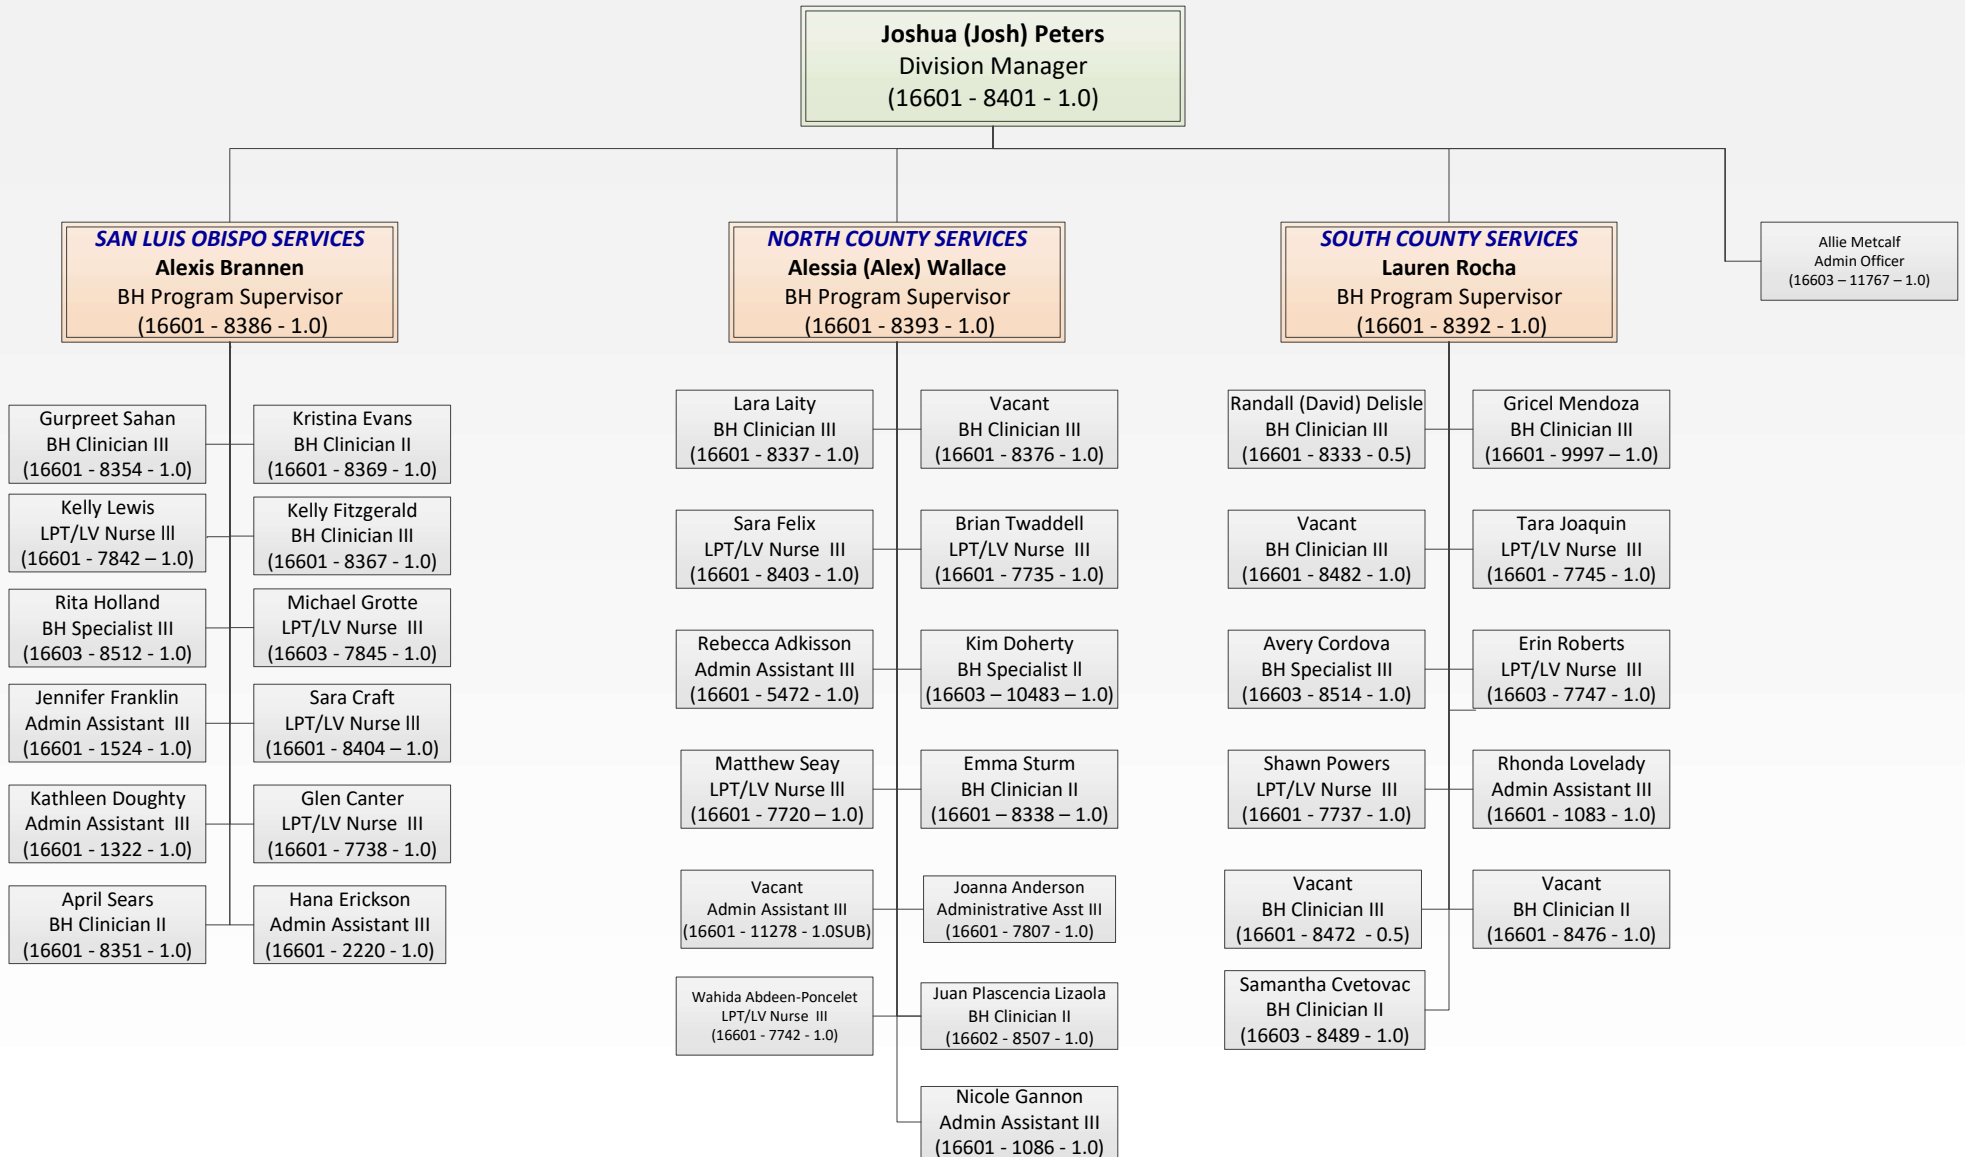 Joshua (Josh) Peters
Division Manager
(16601 - 8401 - 1.0)
SAN LUIS OBISPO SERVICES
Alexis Brannen
BH Program Supervisor
(16601 - 8386 - 1.0)
Gurpreet Sahan
BH Clinician III
(16601 - 8354 - 1.0)
Kristina Evans
BH Clinician II
(16601 - 8369 - 1.0)
Kelly Lewis
LPT/LV Nurse lll
(16601 - 7842 – 1.0)
Kelly Fitzgerald
BH Clinician III
(16601 - 8367 - 1.0)
Rita Holland
BH Specialist III
(16603 - 8512 - 1.0)
Michael Grotte
LPT/LV Nurse III
(16603 - 7845 - 1.0)
Jennifer Franklin
Admin Assistant III
(16601 - 1524 - 1.0)
Sara Craft
LPT/LV Nurse lll
(16601 - 8404 – 1.0)
Kathleen Doughty
Admin Assistant III
(16601 - 1322 - 1.0)
Glen Canter
LPT/LV Nurse III
(16601 - 7738 - 1.0)
April Sears
BH Clinician II
(16601 - 8351 - 1.0)
Hana Erickson
Admin Assistant III
(16601 - 2220 - 1.0)
NORTH COUNTY SERVICES
Alessia (Alex) Wallace
BH Program Supervisor
(16601 - 8393 - 1.0)
Lara Laity
BH Clinician III
(16601 - 8337 - 1.0)
Vacant
BH Clinician III
(16601 - 8376 - 1.0)
Sara Felix
LPT/LV Nurse III
(16601 - 8403 - 1.0)
Brian Twaddell
LPT/LV Nurse III
(16601 - 7735 - 1.0)
Rebecca Adkisson
Admin Assistant III
(16601 - 5472 - 1.0)
Kim Doherty
BH Specialist ll
(16603 – 10483 – 1.0)
Matthew Seay
LPT/LV Nurse lll
(16601 - 7720 – 1.0)
Emma Sturm
BH Clinician II
(16601 – 8338 – 1.0)
Vacant
Admin Assistant III
(16601 - 11278 - 1.0SUB)
Joanna Anderson
Administrative Asst III
(16601 - 7807 - 1.0)
Wahida Abdeen-Poncelet
LPT/LV Nurse III
(16601 - 7742 - 1.0)
Juan Plascencia Lizaola
BH Clinician II
(16602 - 8507 - 1.0)
Nicole Gannon
Admin Assistant III
(16601 - 1086 - 1.0)
SOUTH COUNTY SERVICES
Lauren Rocha
BH Program Supervisor
(16601 - 8392 - 1.0)
Randall (David) Delisle
BH Clinician III
(16601 - 8333 - 0.5)
Gricel Mendoza
BH Clinician III
(16601 - 9997 – 1.0)
Vacant
BH Clinician III
(16601 - 8482 - 1.0)
Tara Joaquin
LPT/LV Nurse III
(16601 - 7745 - 1.0)
Avery Cordova
BH Specialist III
(16603 - 8514 - 1.0)
Erin Roberts
LPT/LV Nurse III
(16603 - 7747 - 1.0)
Shawn Powers
LPT/LV Nurse III
(16601 - 7737 - 1.0)
Rhonda Lovelady
Admin Assistant III
(16601 - 1083 - 1.0)
Vacant
BH Clinician III
(16601 - 8472 - 0.5)
Vacant
BH Clinician II
(16601 - 8476 - 1.0)
Samantha Cvetovac
BH Clinician II
(16603 - 8489 - 1.0)
Allie Metcalf
Admin Officer
(16603 – 11767 – 1.0)